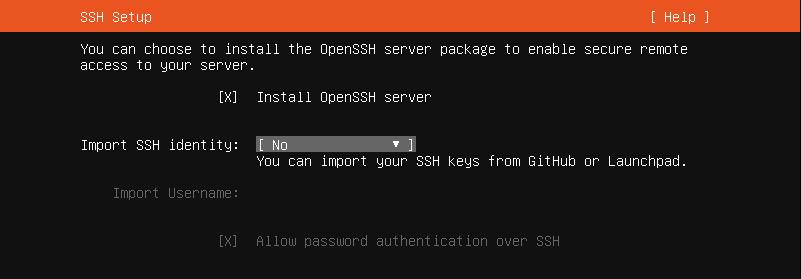 SSH Setup [ Help ]
You can choose to install the OpenSSH server package to enable secure remote
access to your server.
[X] Install OpenSSH server
Import SSH identity: [ No ▼ ]
You can import your SSH keys from GitHub or Launchpad.
Import Username:
[X] Allow password authentication over SSH